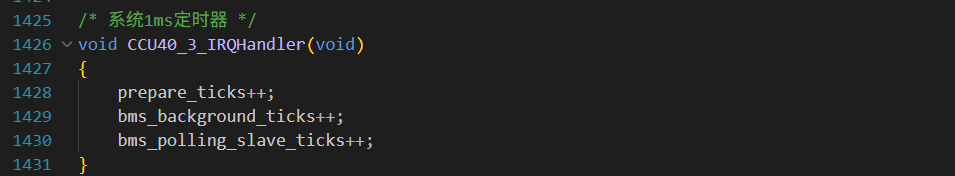 1425 /* 系统1ms定时器 */
1426 void CCU40_3_IRQHandler(void)
1427 {
1428 prepare_ticks++;
1429 bms_background_ticks++;
1430 bms_polling_slave_ticks++;
1431 }